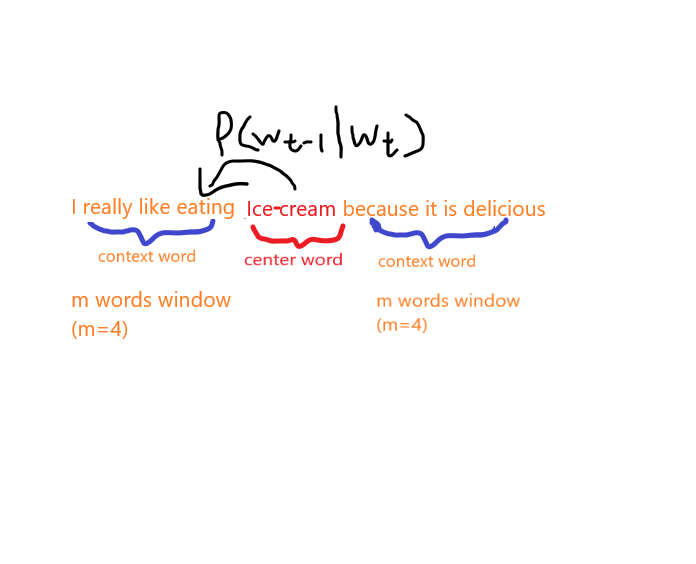 P(wt-1|wt)
I really like eating Ice-cream because it is delicious
context word center word context word
m words window m words window
(m=4) (m=4)